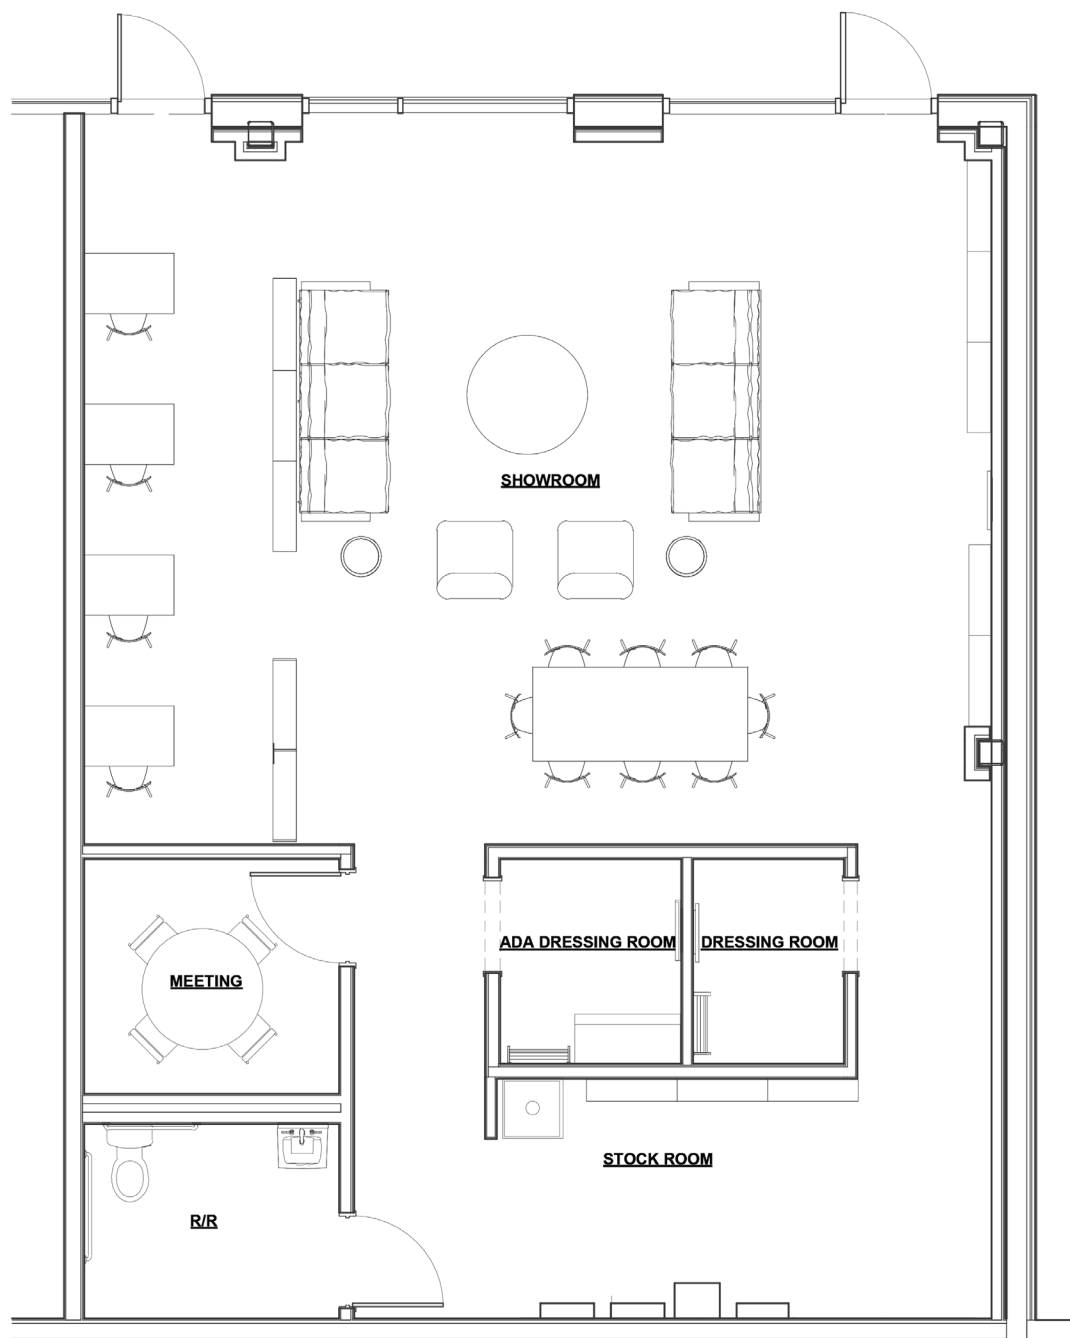 SHOWROOM
ADA DRESSING ROOM
DRESSING ROOM
MEETING
STOCK ROOM
R/R